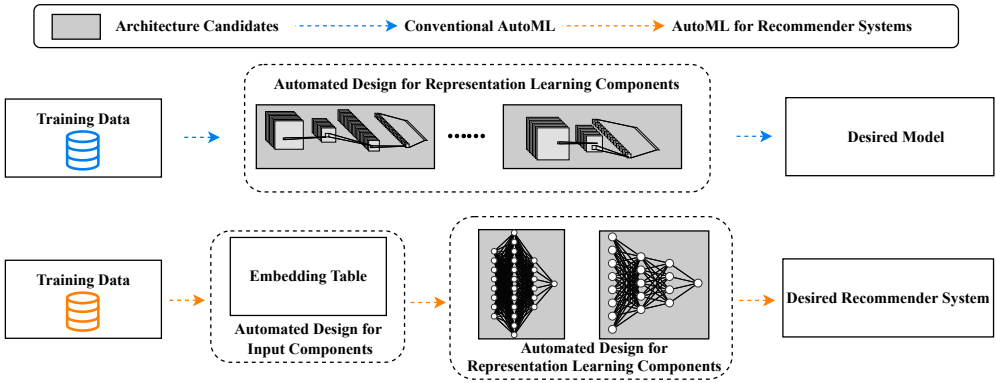 Architecture Candidates
Conventional AutoML
AutoML for Recommender Systems
Automated Design for Representation Learning Components
Training Data
......
Desired Model
Training Data
Embedding Table
Automated Design for
Input Components
Automated Design for
Representation Learning Components
Desired Recommender System